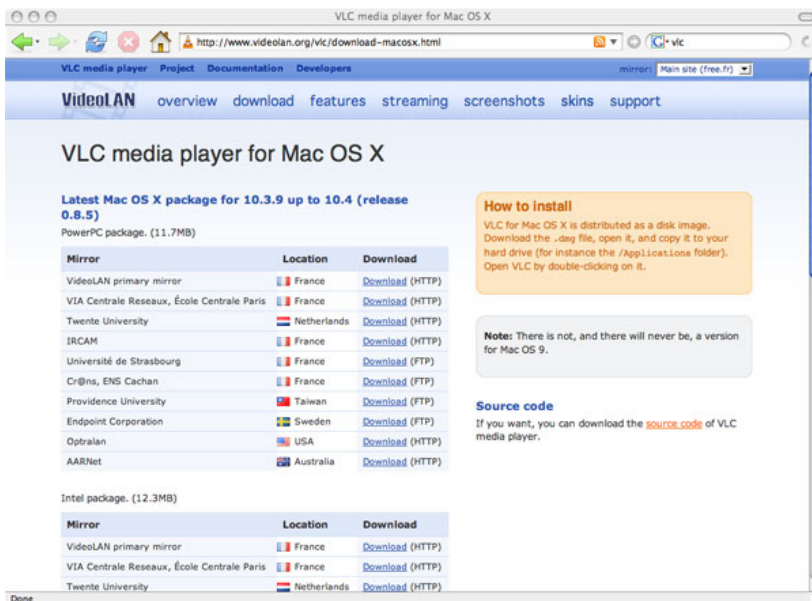 VLC media player for Mac OS X
http://www.videolan.org/vlc/download-macosx.html
vlc
VLC media player Project Documentation Developers
mirror: Main site (free.fr)
VideoLAN overview download features streaming screenshots skins support
VLC media player for Mac OS X
Latest Mac OS X package for 10.3.9 up to 10.4 (release
0.8.5)
PowerPC package. (11.7MB)
Mirror Location Download
VideoLAN primary mirror France Download (HTTP)
VIA Centrale Reseaux, École Centrale Paris France Download (HTTP)
Twente University Netherlands Download (HTTP)
IRCAM France Download (HTTP)
Université de Strasbourg France Download (FTP)
Cr@ns, ENS Cachan France Download (FTP)
Providence University Taiwan Download (FTP)
Endpoint Corporation Sweden Download (FTP)
Optralan USA Download (HTTP)
AARNet Australia Download (HTTP)
Intel package. (12.3MB)
Mirror Location Download
VideoLAN primary mirror France Download (HTTP)
VIA Centrale Reseaux, École Centrale Paris France Download (HTTP)
Twente University Netherlands Download (HTTP)
How to install
VLC for Mac OS X is distributed as a disk image.
Download the .dmg file, open it, and copy it to your
hard drive (for instance the /Applications folder).
Open VLC by double-clicking on it.
Note: There is not, and there will never be, a version
for Mac OS 9.
Source code
If you want, you can download the source code of VLC
media player.
Done